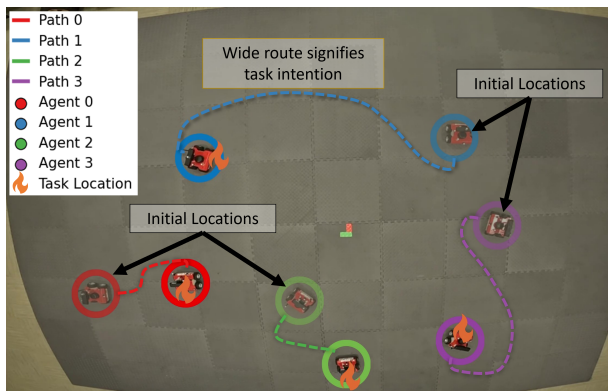 Path 0
Path 1
Path 2
Path 3
Agent 0
Agent 1
Agent 2
Agent 3
Task Location
Wide route signifies
task intention
Initial Locations
Initial Locations